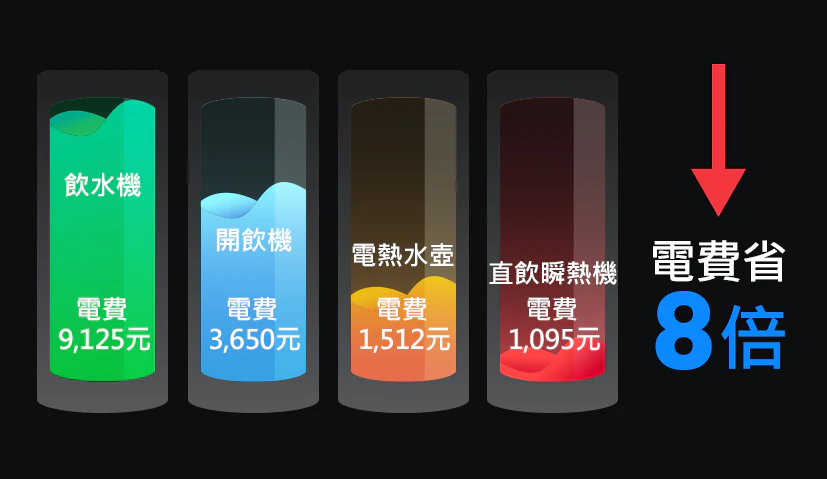 飲水機
電費
9,125元
開飲機
電費
3,650元
電熱水壺
電費
1,512元
直飲瞬熱機
電費
1,095元
電費省
8倍